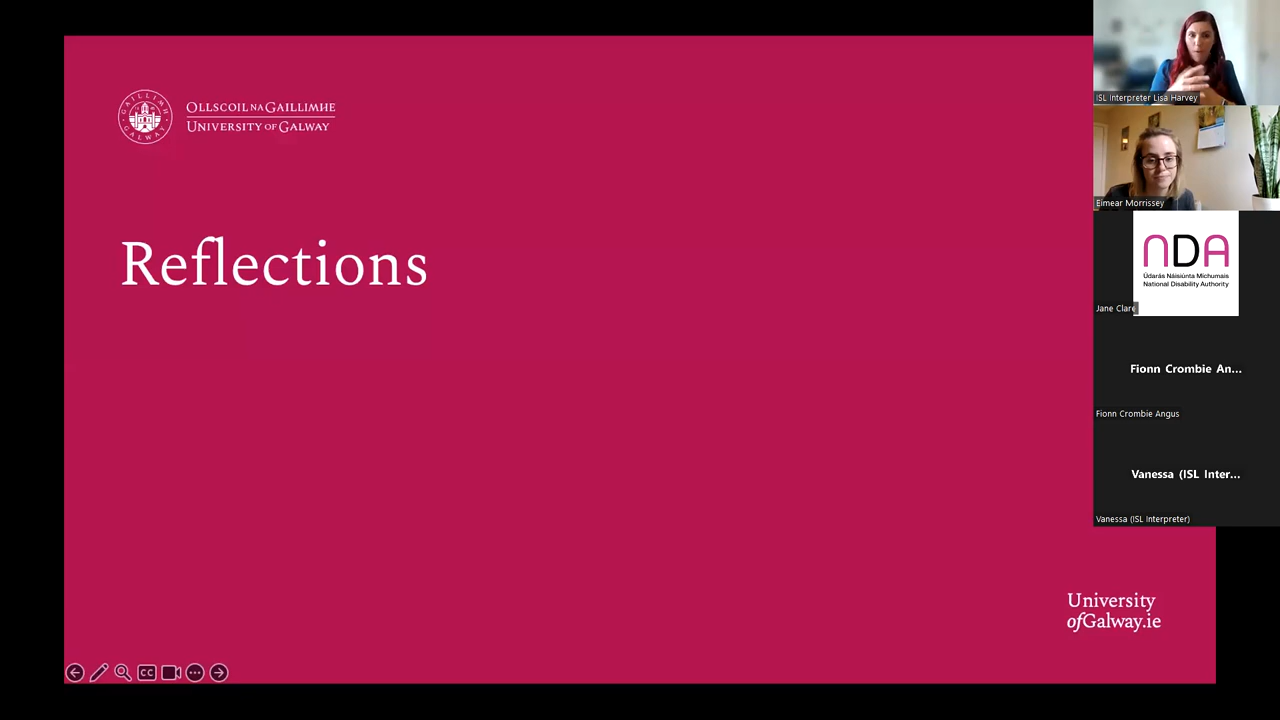 OLLSCOIL NA GAILLIMHE
UNIVERSITY OF GALWAY
Reflections
University
ofGalway.ie
ISL Interpreter Lisa Harvey
Eimear Morrissey
NDA
Údarás Náisiúnta Míchumais
National Disability Authority
Jane Clare
Fionn Crombie An...
Fionn Crombie Angus
Vanessa (ISL Inter...
Vanessa (ISL Interpreter)
CC